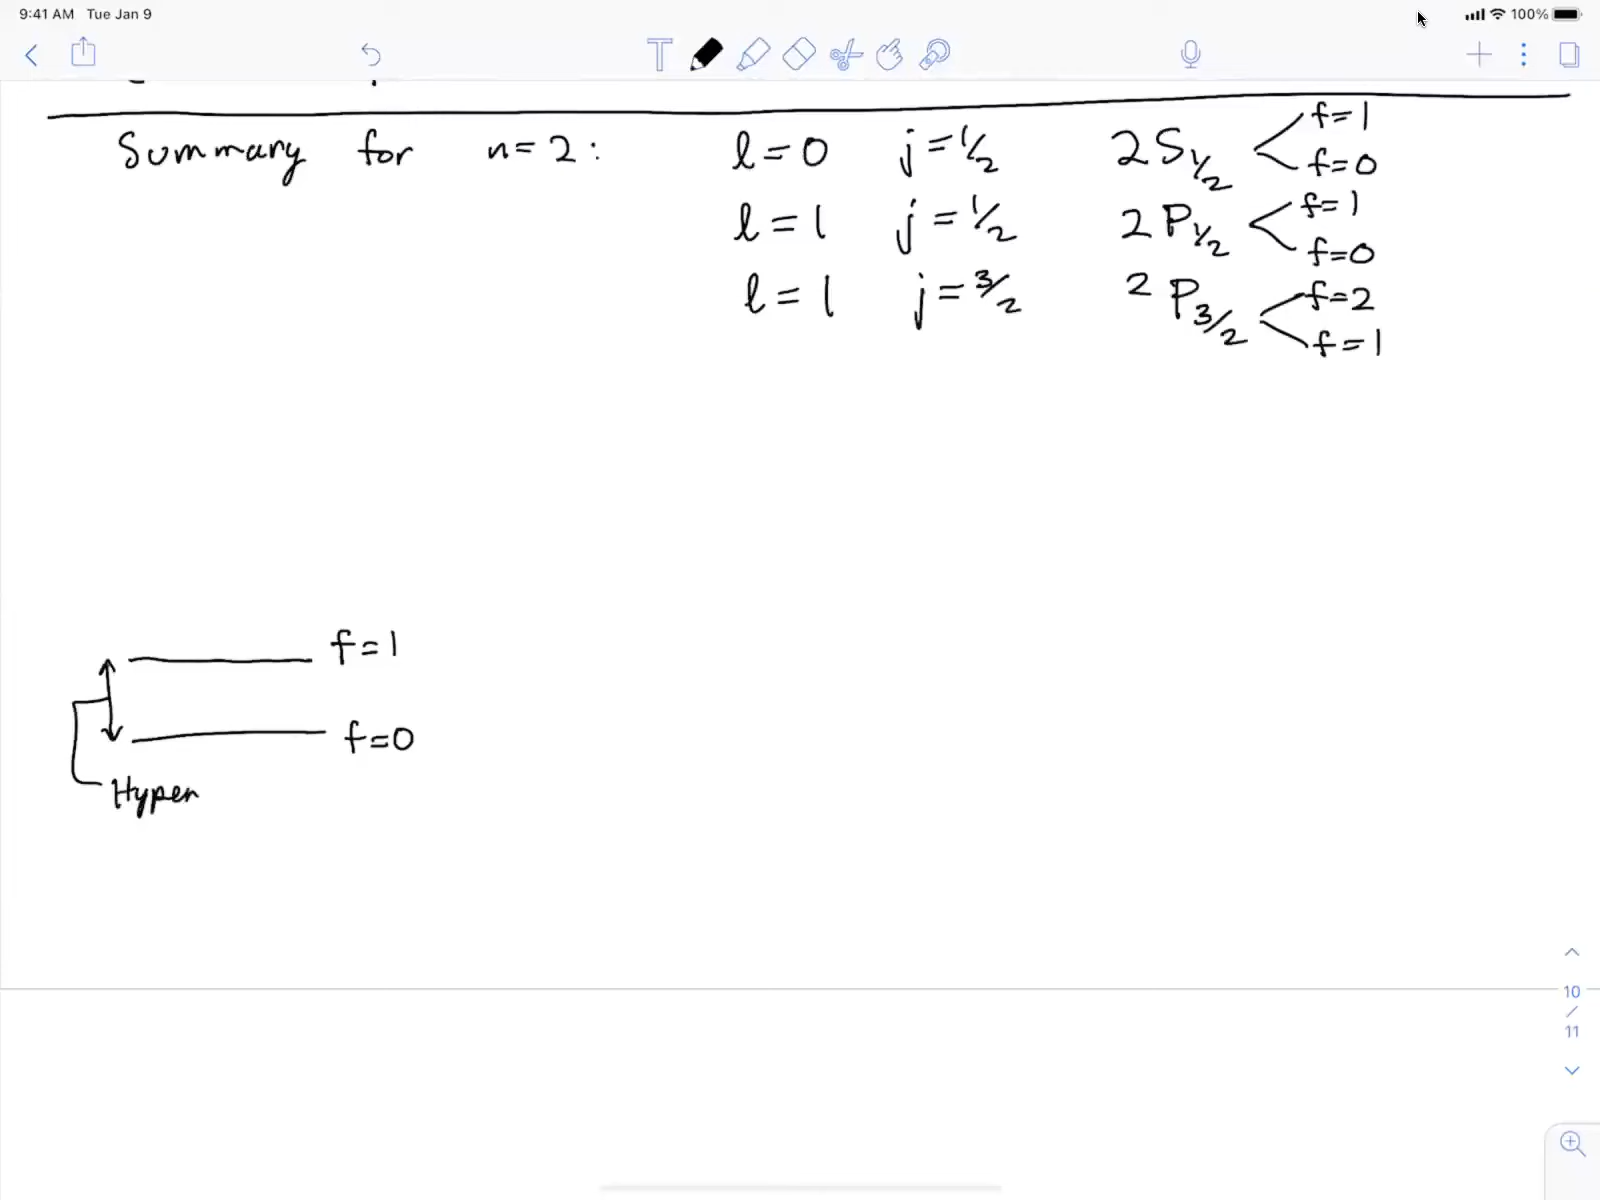 9:41 AM Tue Jan 9 100%
Summary for n=2: l=0 j=1/2 2S1/2 f=1
f=0
l=1 j=1/2 2P1/2 f=1
f=0
l=1 j=3/2 2P3/2 f=2
f=1
f=1
f=0
Hyper
10
/
11